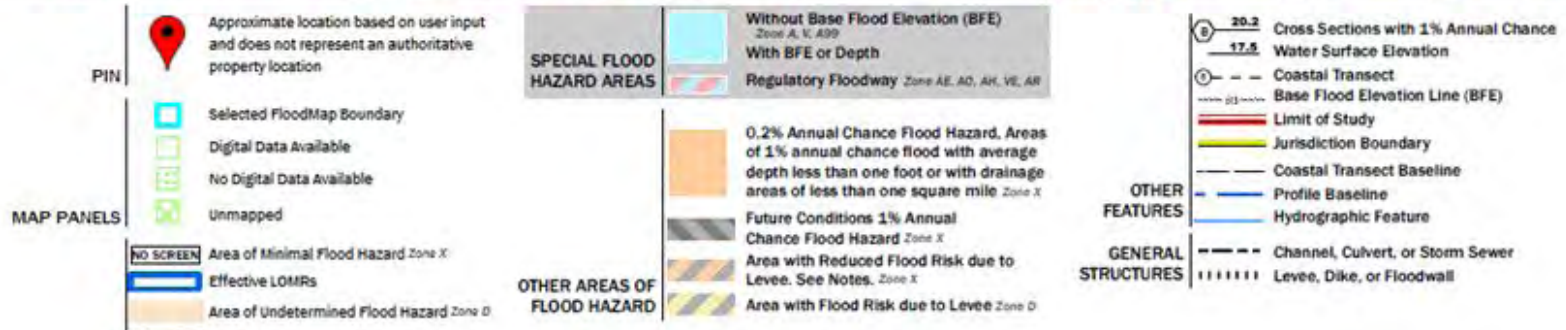 PIN
Approximate location based on user input
and does not represent an authoritative
property location
MAP PANELS
Selected FloodMap Boundary
Digital Data Available
No Digital Data Available
Unmapped
NO SCREEN Area of Minimal Flood Hazard Zone X
Effective LOMRs
Area of Undetermined Flood Hazard Zone D
SPECIAL FLOOD
HAZARD AREAS
Without Base Flood Elevation (BFE)
Zone A, V, A99
With BFE or Depth
Regulatory Floodway Zone AE, AO, AH, VE, AR
OTHER AREAS OF
FLOOD HAZARD
0.2% Annual Chance Flood Hazard, Areas
of 1% annual chance flood with average
depth less than one foot or with drainage
areas of less than one square mile Zone X
Future Conditions 1% Annual
Chance Flood Hazard Zone X
Area with Reduced Flood Risk due to
Levee. See Notes. Zone X
Area with Flood Risk due to Levee Zone D
OTHER
FEATURES
20.2 Cross Sections with 1% Annual Chance
17.5 Water Surface Elevation
Coastal Transect
Base Flood Elevation Line (BFE)
Limit of Study
Jurisdiction Boundary
Coastal Transect Baseline
Profile Baseline
Hydrographic Feature
GENERAL
STRUCTURES
Channel, Culvert, or Storm Sewer
Levee, Dike, or Floodwall